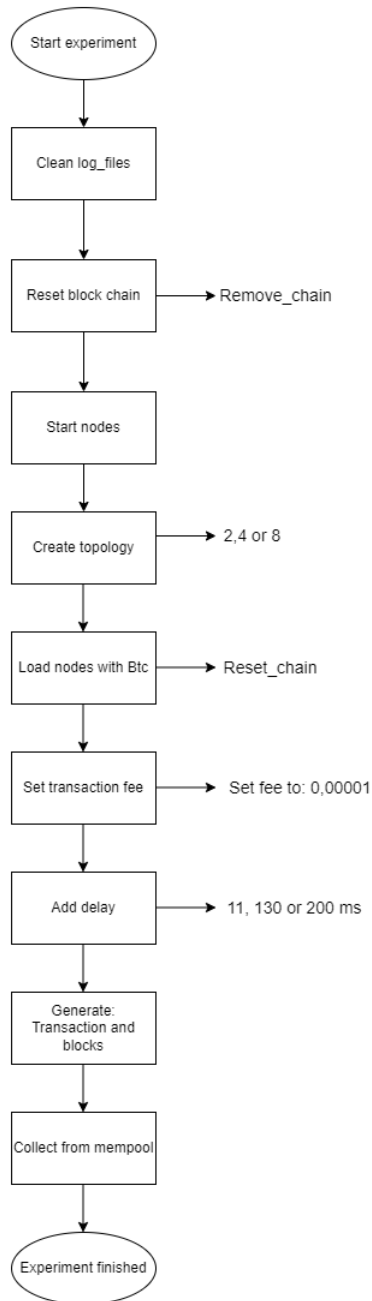 Start experiment
Clean log_files
Reset block chain
Remove_chain
Start nodes
Create topology
2,4 or 8
Load nodes with Btc
Reset_chain
Set transaction fee
Set fee to: 0,00001
Add delay
11, 130 or 200 ms
Generate:
Transaction and
blocks
Collect from mempool
Experiment finished